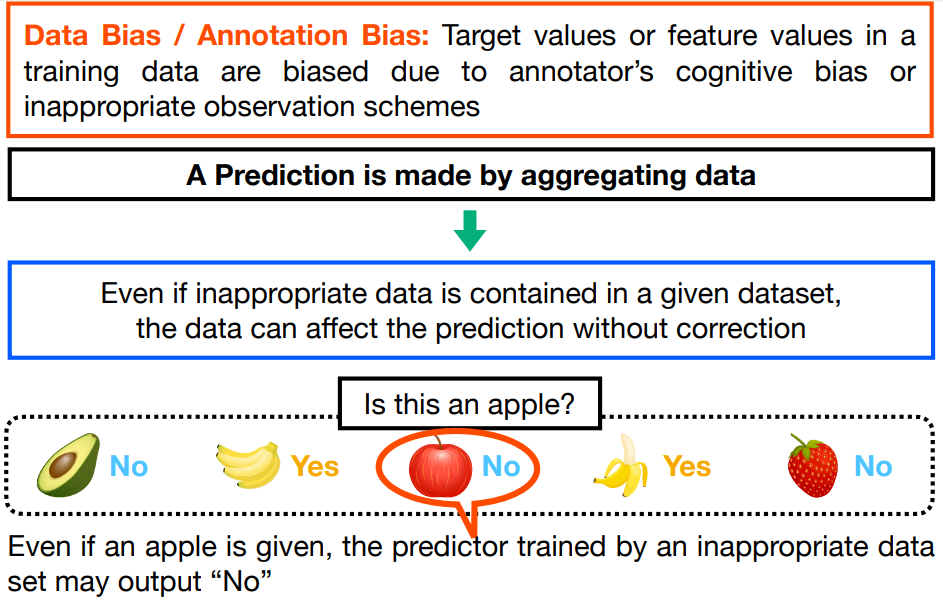 Data Bias / Annotation Bias: Target values or feature values in a
training data are biased due to annotator’s cognitive bias or
inappropriate observation schemes
A Prediction is made by aggregating data
Even if inappropriate data is contained in a given dataset,
the data can affect the prediction without correction
Is this an apple?
No Yes No Yes No
Even if an apple is given, the predictor trained by an inappropriate data
set may output “No”